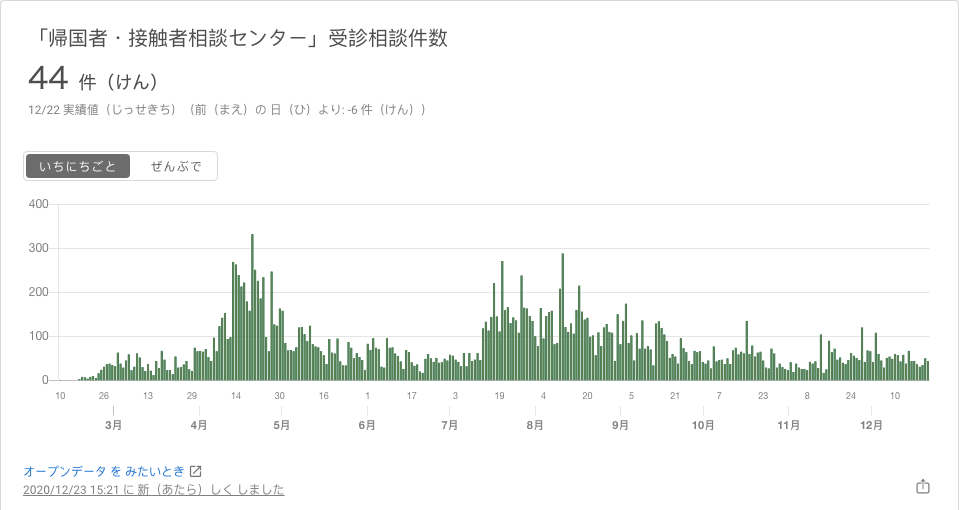 「帰国者・接触者相談センター」受診相談件数
44 件（けん）
12/22 実績値（じっせきち）（前（まえ）の 日（ひ）より: -6 件（けん））
いちにちごと ぜんぶで
400
300
200
100
0
10 26 13 29 14 30 16 1 17 3 19 4 20 5 21 7 23 8 24 10
3月 4月 5月 6月 7月 8月 9月 10月 11月 12月
オープンデータ を みたいとき
2020/12/23 15:21 に 新（あたら）しく しました